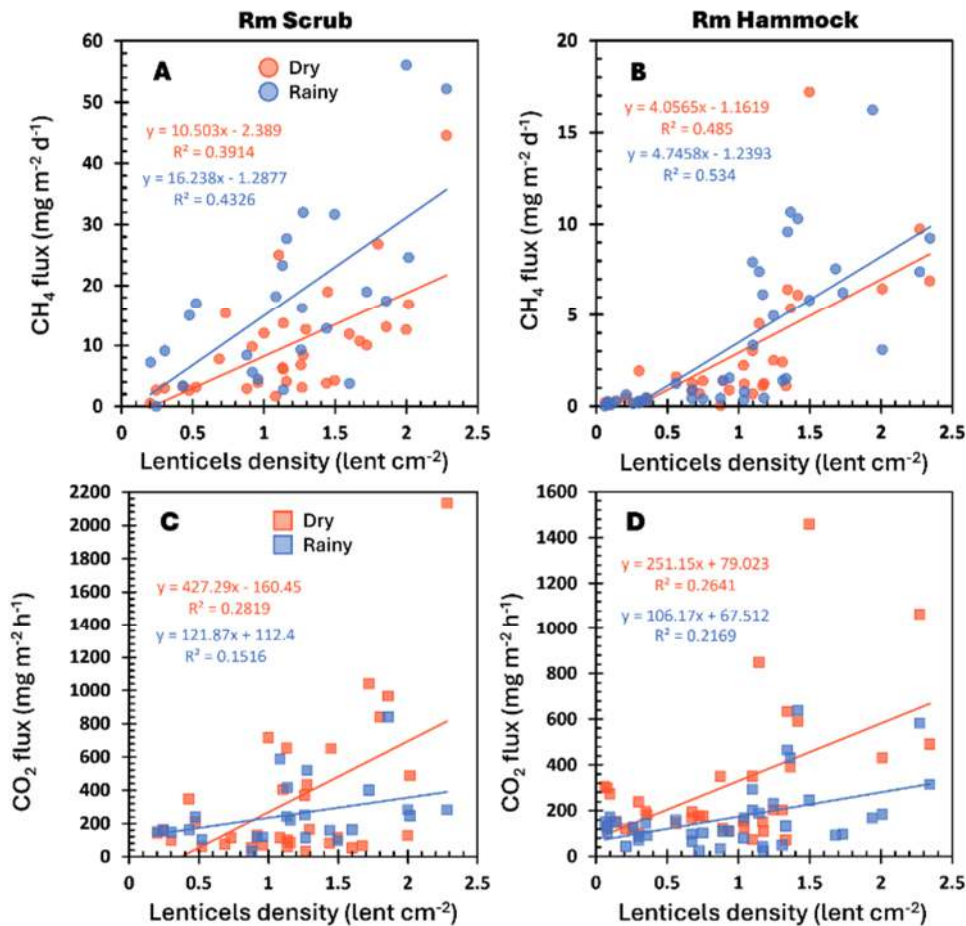 Rm Scrub
Rm Hammock
A
Dry
Rainy
y = 10.503x - 2.389
R² = 0.3914
y = 16.238x - 1.2877
R² = 0.4326
60
50
40
30
20
10
0
CH₄ flux (mg m⁻² d⁻¹)
0 0.5 1 1.5 2 2.5
Lenticels density (lent cm⁻²)
B
y = 4.0565x - 1.1619
R² = 0.485
y = 4.7458x - 1.2393
R² = 0.534
20
15
10
5
0
CH₄ flux (mg m⁻² d⁻¹)
0 0.5 1 1.5 2 2.5
Lenticels density (lent cm⁻²)
C
Dry
Rainy
y = 427.29x - 160.45
R² = 0.2819
y = 121.87x + 112.4
R² = 0.1516
2200
2000
1800
1600
1400
1200
1000
800
600
400
200
0
CO₂ flux (mg m⁻² h⁻¹)
0 0.5 1 1.5 2 2.5
Lenticels density (lent cm⁻²)
D
y = 251.15x + 79.023
R² = 0.2641
y = 106.17x + 67.512
R² = 0.2169
1600
1400
1200
1000
800
600
400
200
0
CO₂ flux (mg m⁻² h⁻¹)
0 0.5 1 1.5 2 2.5
Lenticels density (lent cm⁻²)